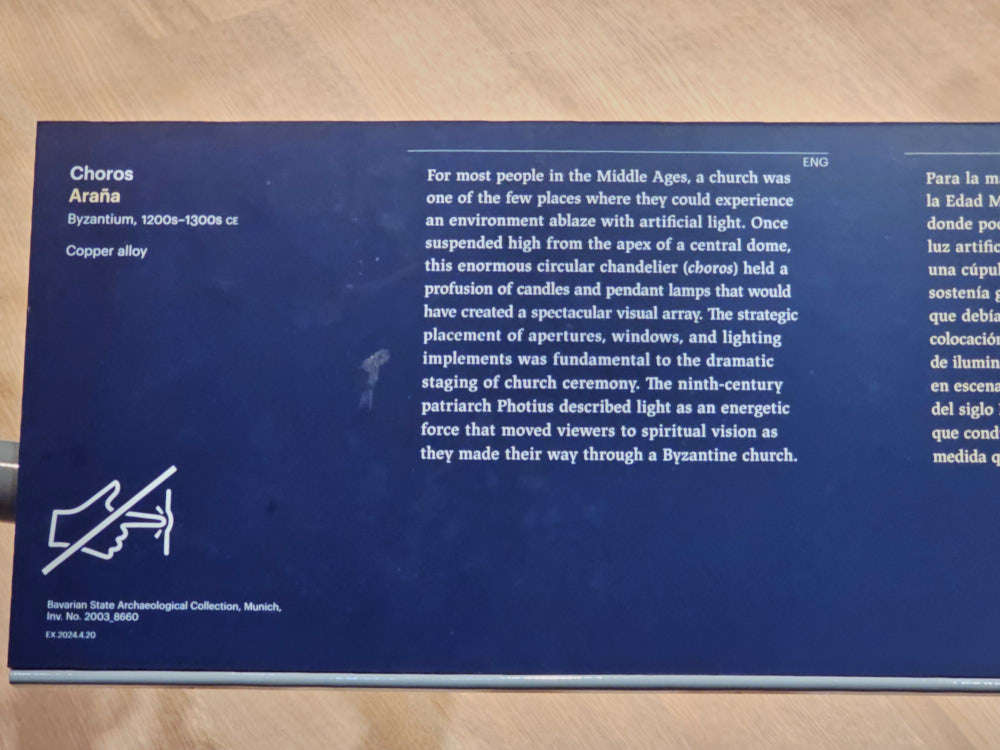 Choros
Araña
Byzantium, 1200s–1300s CE
Copper alloy
Bavarian State Archaeological Collection, Munich,
Inv. No. 2003_8660
EX.2024.4.20
ENG
For most people in the Middle Ages, a church was
one of the few places where they could experience
an environment ablaze with artificial light. Once
suspended high from the apex of a central dome,
this enormous circular chandelier (choros) held a
profusion of candles and pendant lamps that would
have created a spectacular visual array. The strategic
placement of apertures, windows, and lighting
implements was fundamental to the dramatic
staging of church ceremony. The ninth-century
patriarch Photius described light as an energetic
force that moved viewers to spiritual vision as
they made their way through a Byzantine church.
Para la
la Edad
donde
luz
una
sostenía
que debía
colocación
de
en escena
del siglo
que
medida